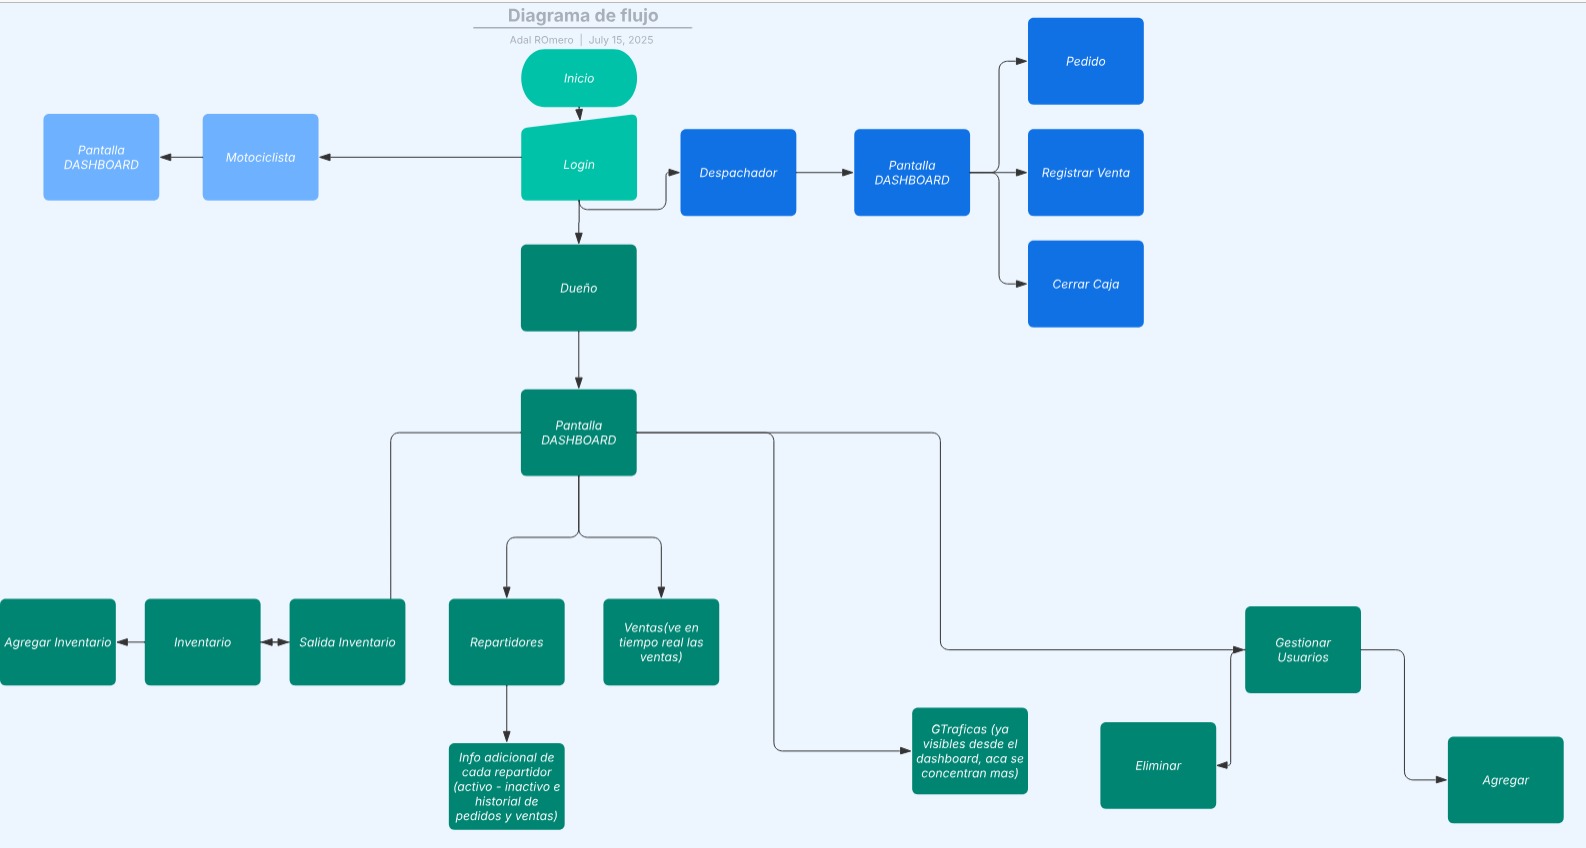 Diagrama de flujo
Adal ROmero | July 15, 2025
Inicio
Pedido
Login
Motociclista
Pantalla
DASHBOARD
Despachador
Pantalla
DASHBOARD
Registrar Venta
Cerrar Caja
Dueño
Pantalla
DASHBOARD
Agregar Inventario
Inventario
Salida Inventario
Repartidores
Ventas(ve en
tiempo real las
ventas)
Gestionar
Usuarios
Info adicional de
cada repartidor
(activo - inactivo e
historial de
pedidos y ventas)
GTraficas (ya
visibles desde el
dashboard, aca se
concentran mas)
Eliminar
Agregar